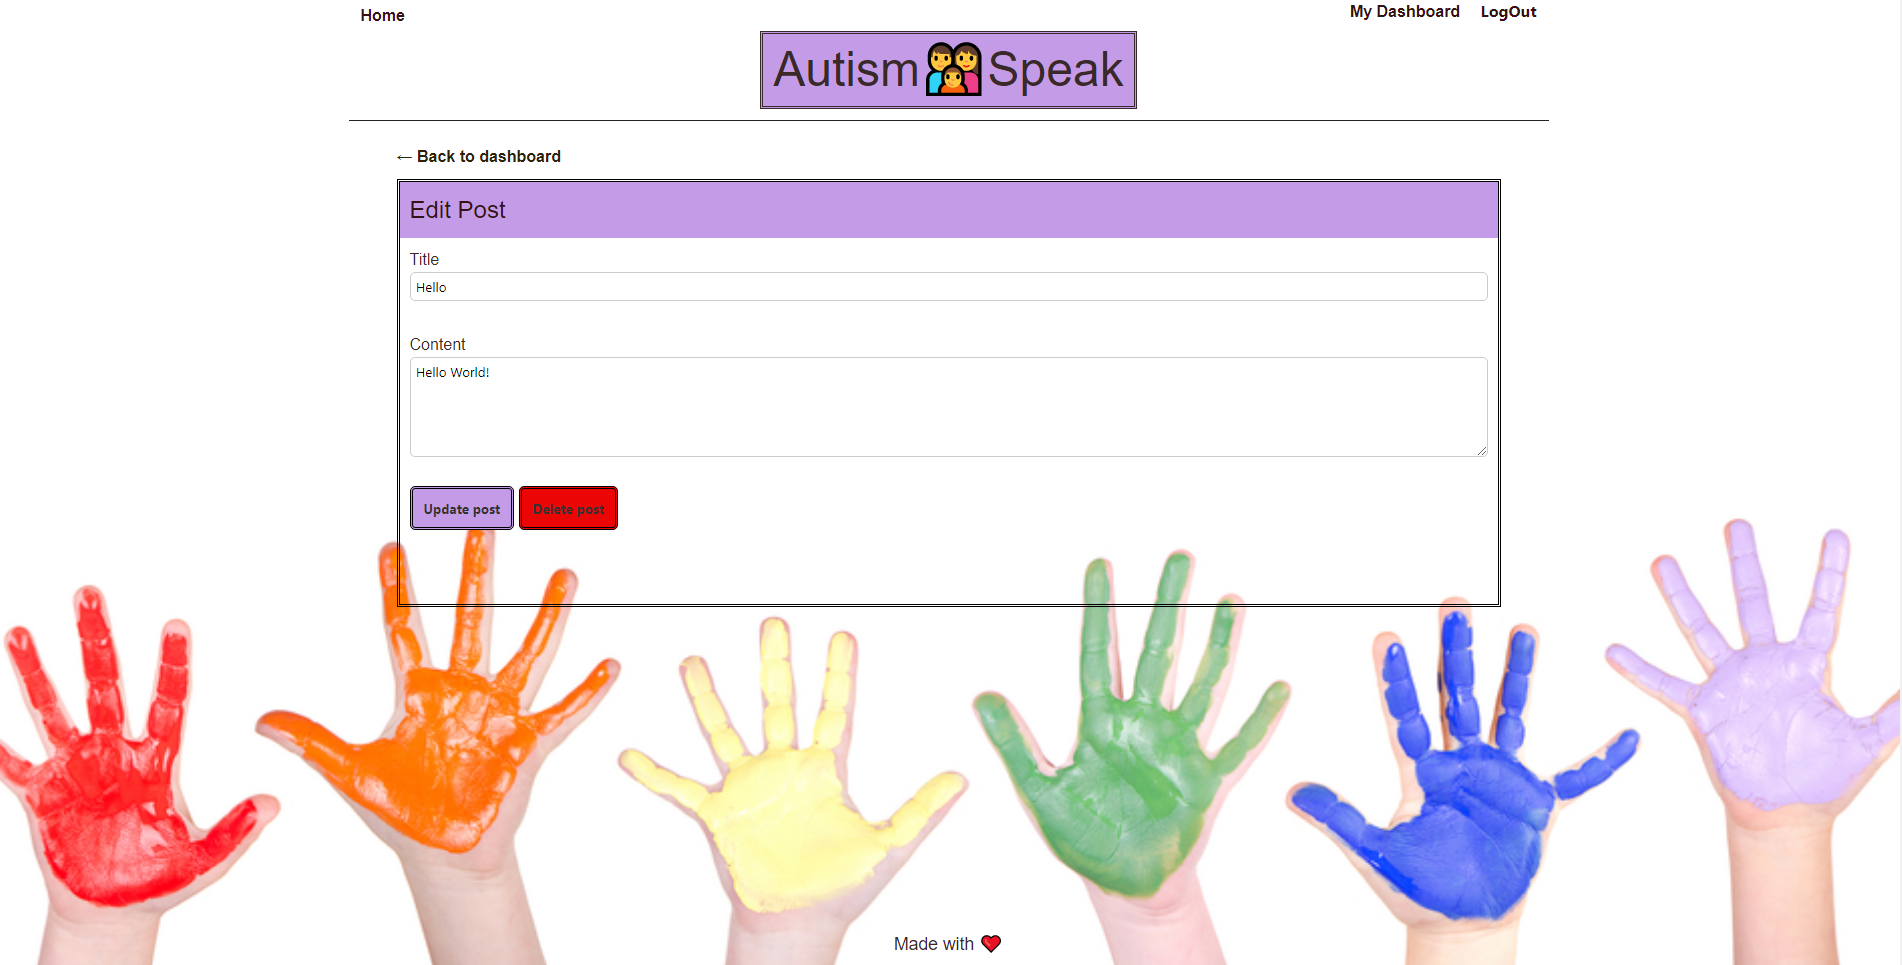 Home
My Dashboard LogOut
Autism Speak
← Back to dashboard
Edit Post
Title
Hello
Content
Hello World!
Update post Delete post
Made with